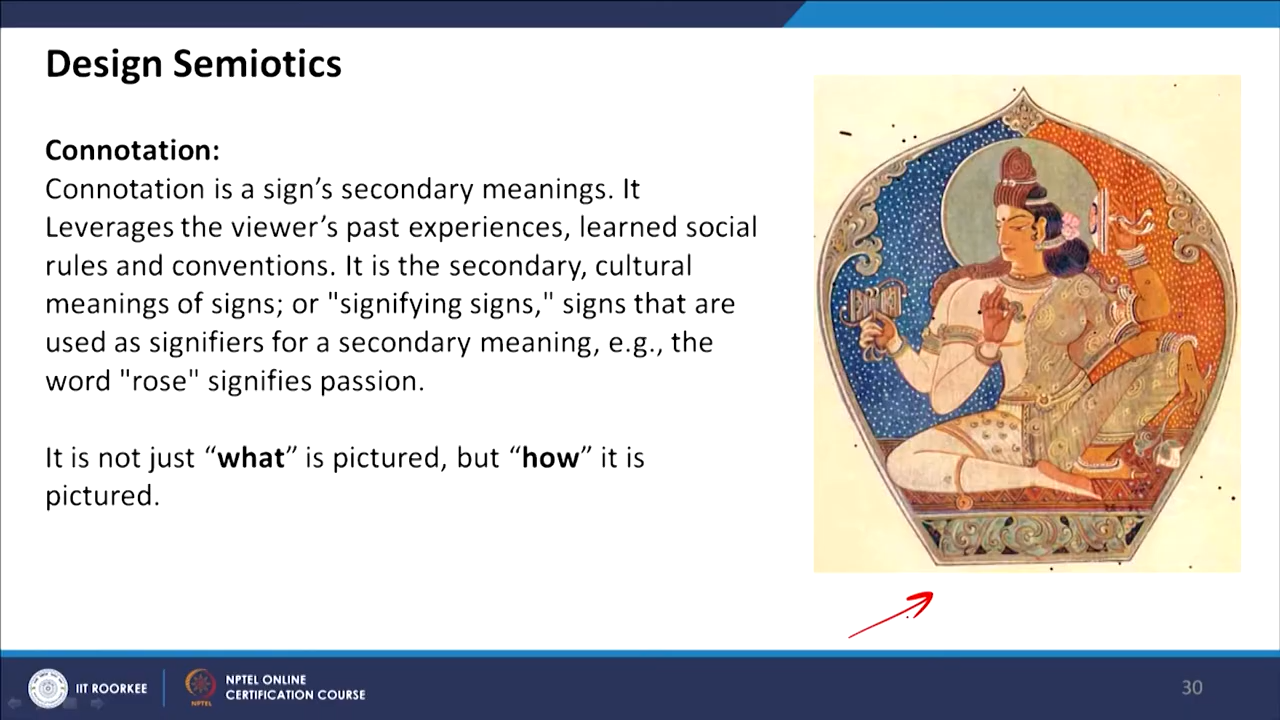 Design Semiotics
Connotation:
Connotation is a sign’s secondary meanings. It
Leverages the viewer’s past experiences, learned social
rules and conventions. It is the secondary, cultural
meanings of signs; or "signifying signs," signs that are
used as signifiers for a secondary meaning, e.g., the
word "rose" signifies passion.
It is not just “what” is pictured, but “how” it is
pictured.
IIT ROORKEE
NPTEL
NPTEL ONLINE
CERTIFICATION COURSE
30